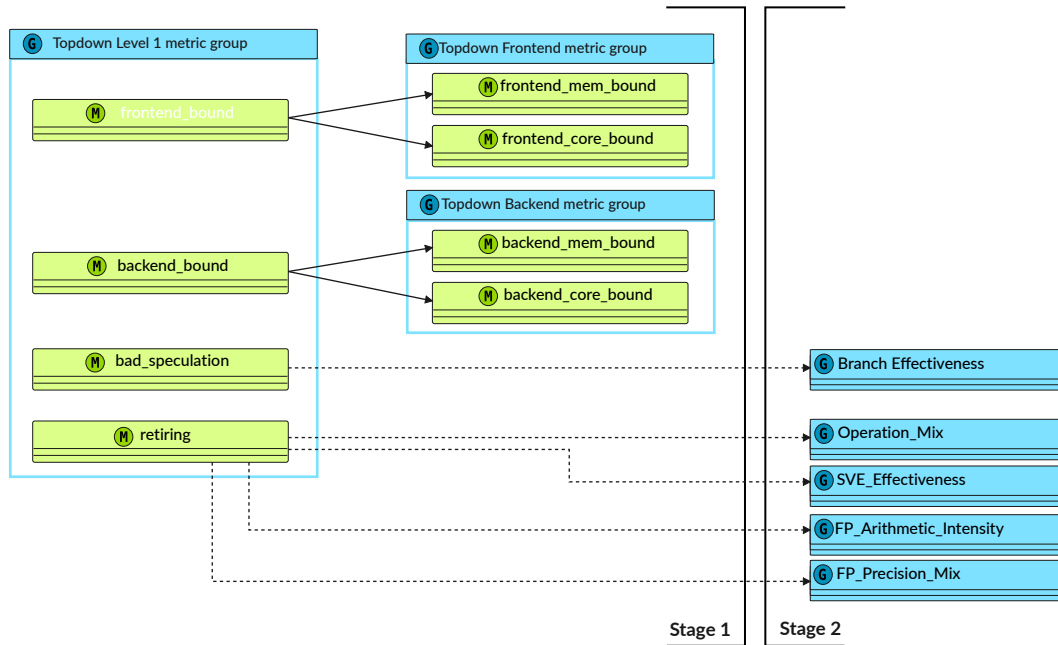 G Topdown Level 1 metric group
M frontend_bound
M backend_bound
M bad_speculation
M retiring
G Topdown Frontend metric group
M frontend_mem_bound
M frontend_core_bound
G Topdown Backend metric group
M backend_mem_bound
M backend_core_bound
G Branch Effectiveness
G Operation_Mix
G SVE_Effectiveness
G FP_Arithmetic_Intensity
G FP_Precision_Mix
Stage 1
Stage 2